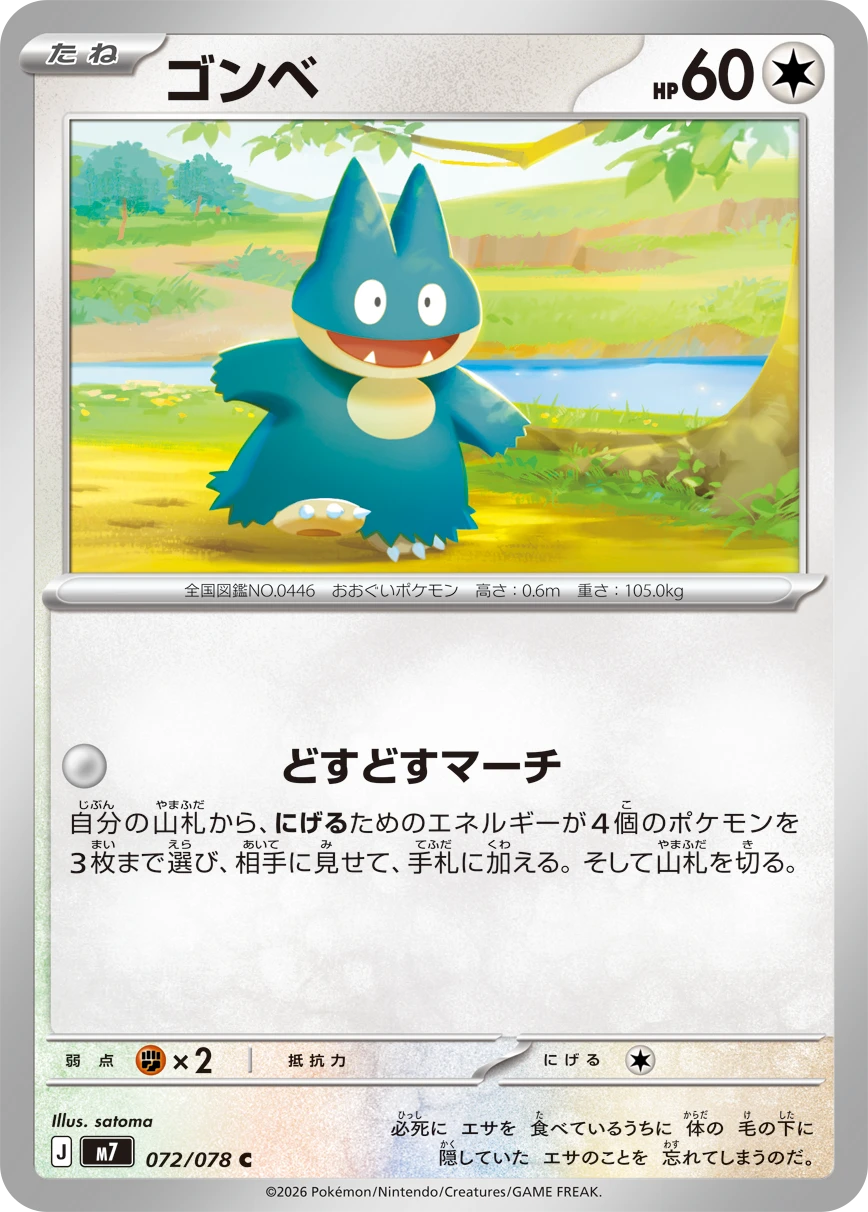 たね
ゴンベ
HP60
全国図鑑NO.0446 おおぐいポケモン 高さ:0.6m 重さ:105.0kg
どすどすマーチ
自分の山札から、にげるためのエネルギーが4個のポケモンを
3枚まで選び、相手に見せて、手札に加える。そして山札を切る。
弱点 ×2 抵抗力 にげる
Illus. satoma
必死に エサを 食べているうちに 体の 毛の下に
隠していた エサのことを 忘れてしまうのだ。
J M7 072/078 C
©2026 Pokémon/Nintendo/Creatures/GAME FREAK.